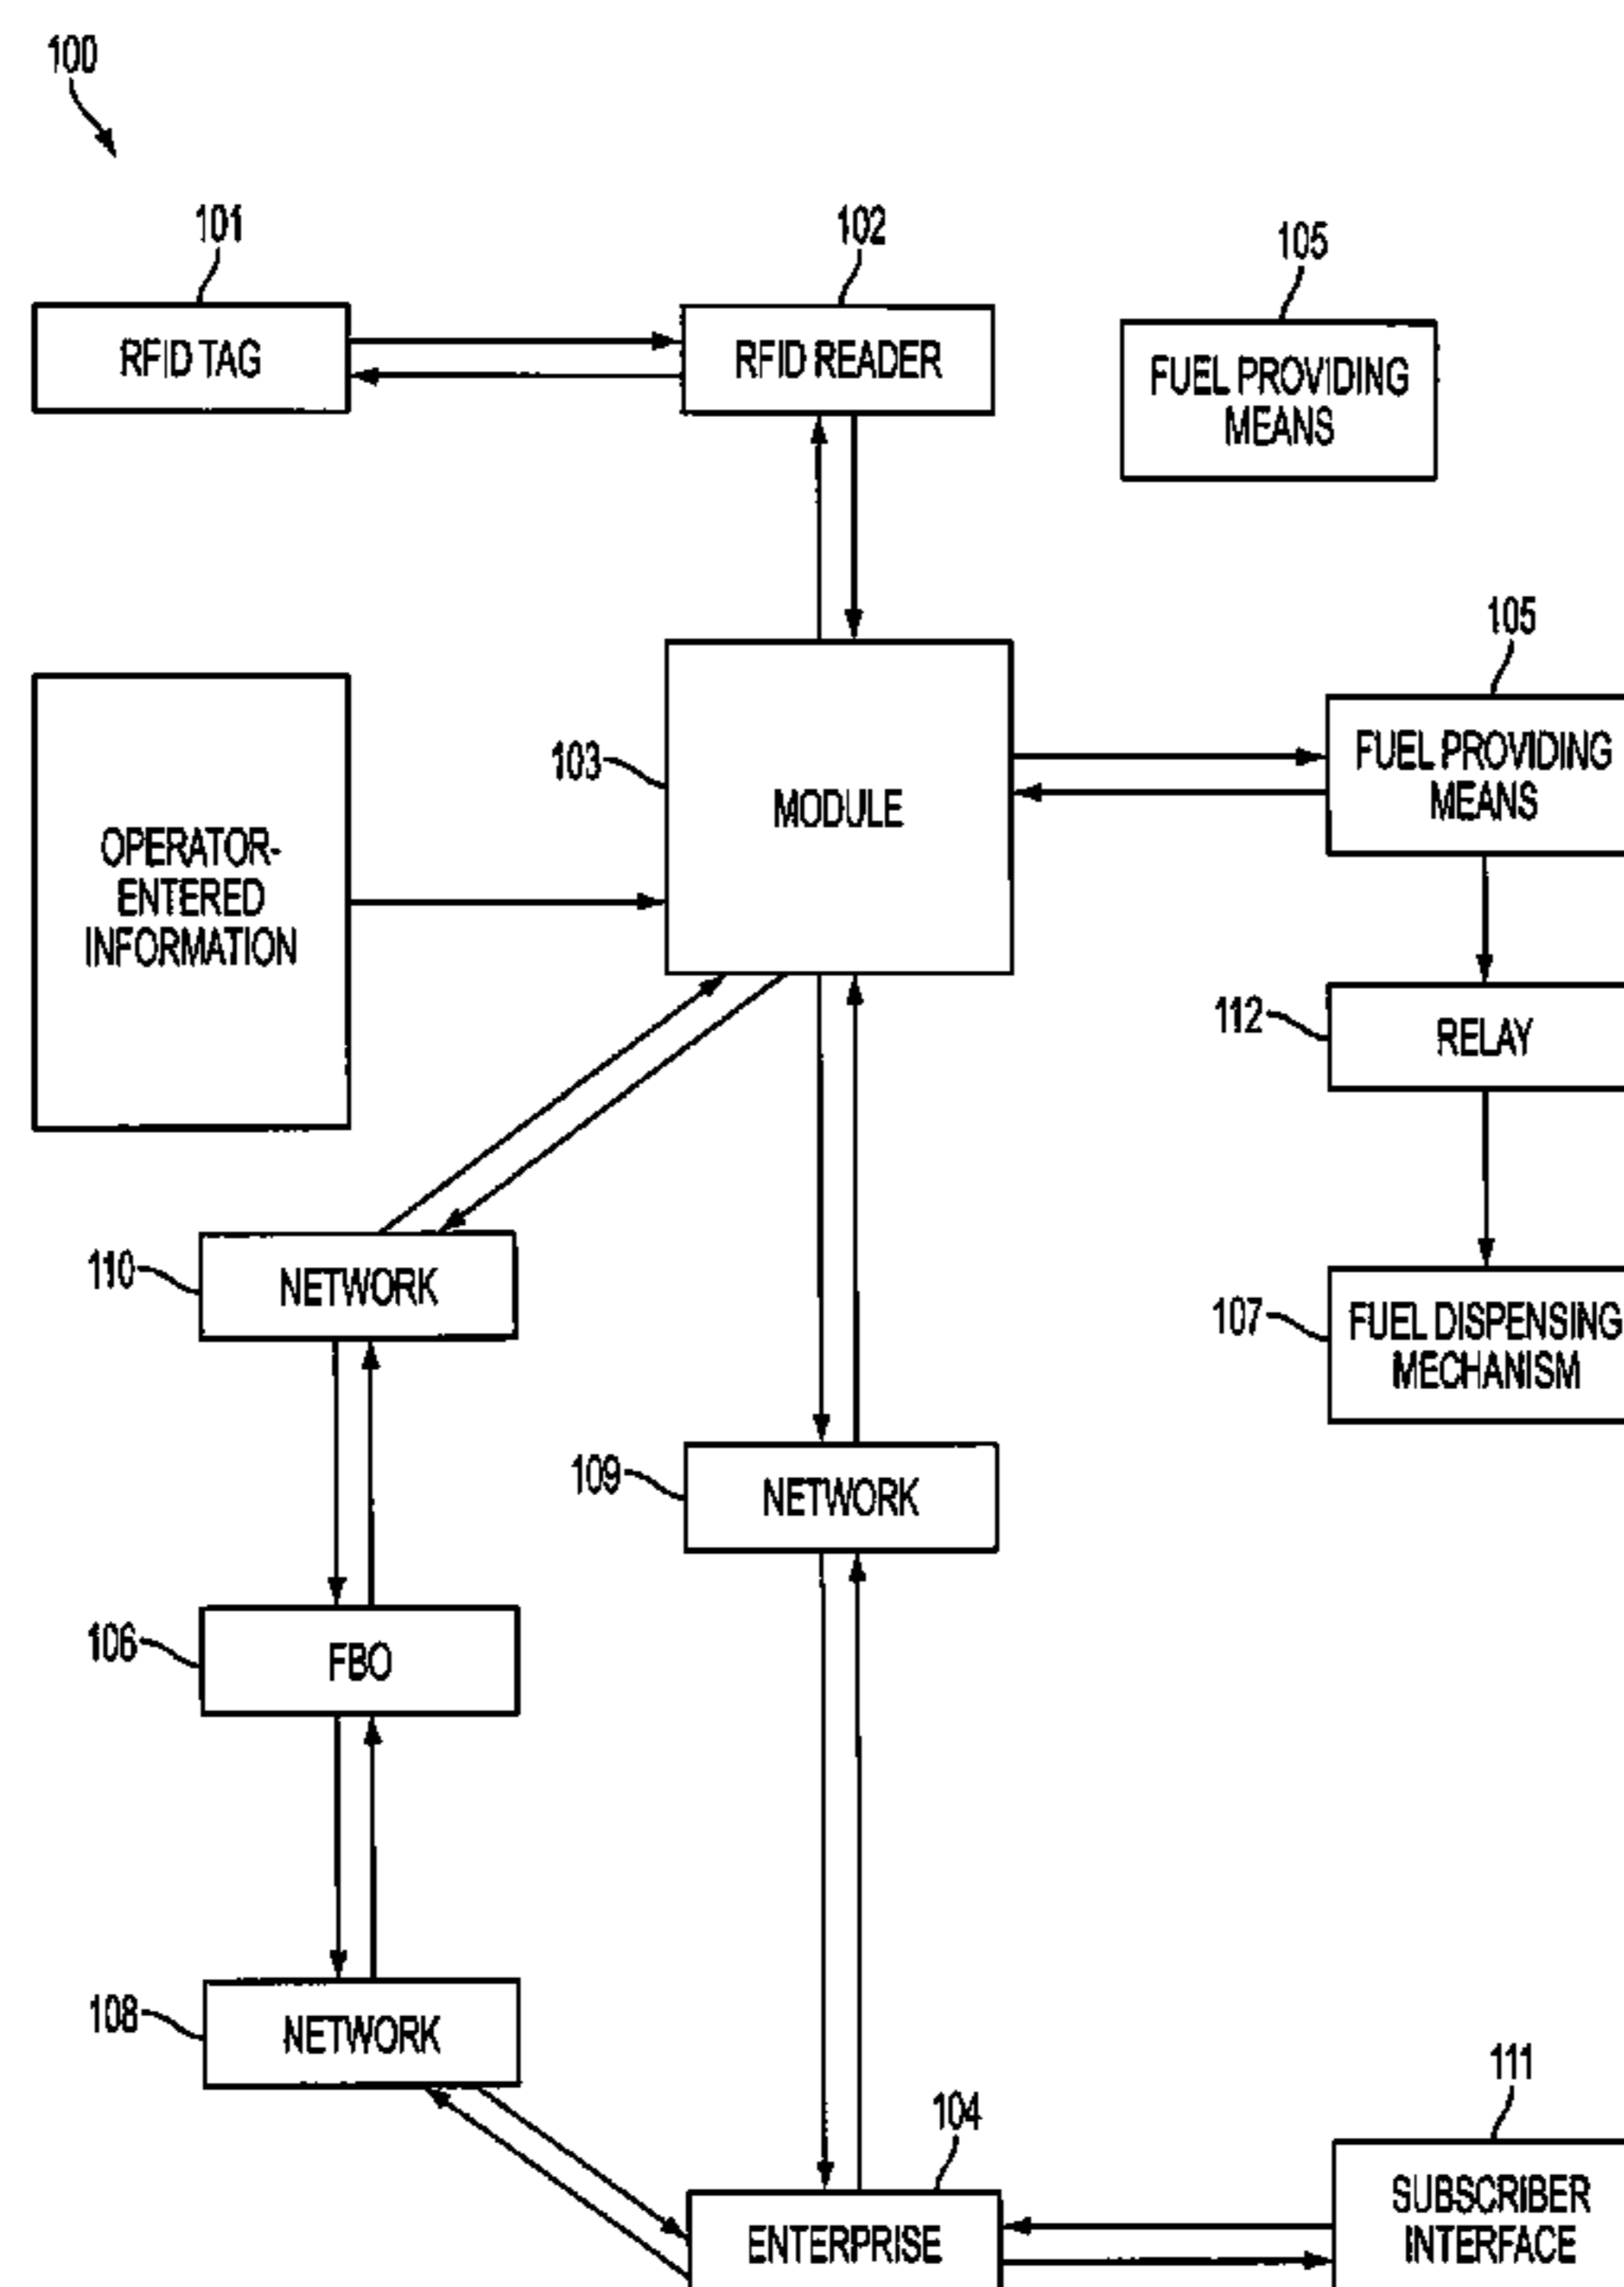 100
101
102
105
RFID TAG
RFID READER
FUEL PROVIDING
MEANS
105
103
MODULE
FUEL PROVIDING
MEANS
OPERATOR-
ENTERED
INFORMATION
112
RELAY
110
NETWORK
107
FUEL DISPENSING
MECHANISM
109
NETWORK
106
FBO
108
NETWORK
104
111
ENTERPRISE
SUBSCRIBER
INTERFACE